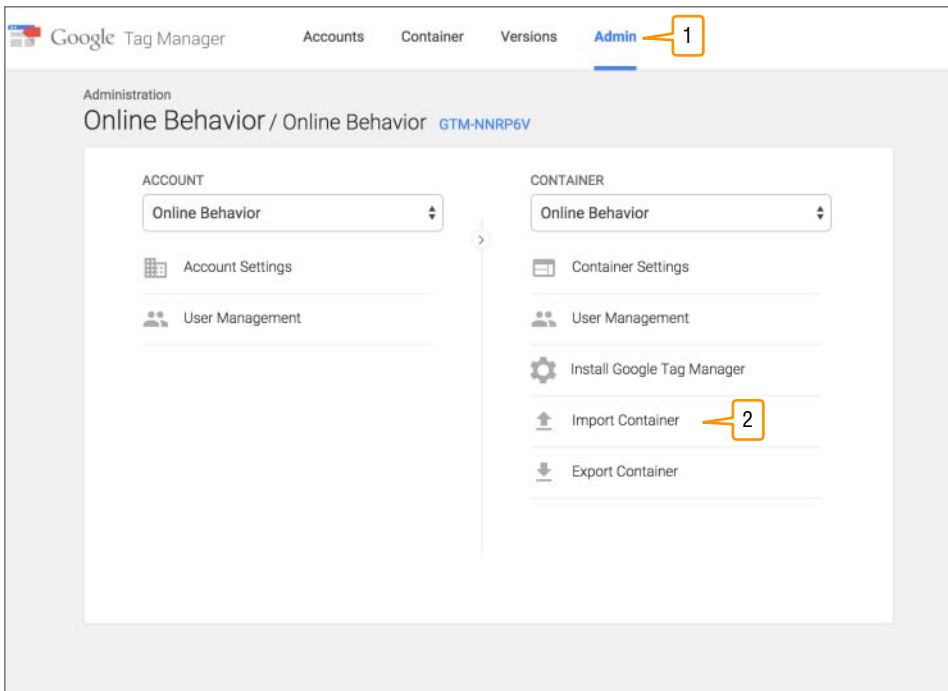 Google Tag Manager
Accounts
Container
Versions
Admin
1
Administration
Online Behavior / Online Behavior GTM-NNRP6V
ACCOUNT
Online Behavior
Account Settings
User Management
CONTAINER
Online Behavior
Container Settings
User Management
Install Google Tag Manager
Import Container
2
Export Container